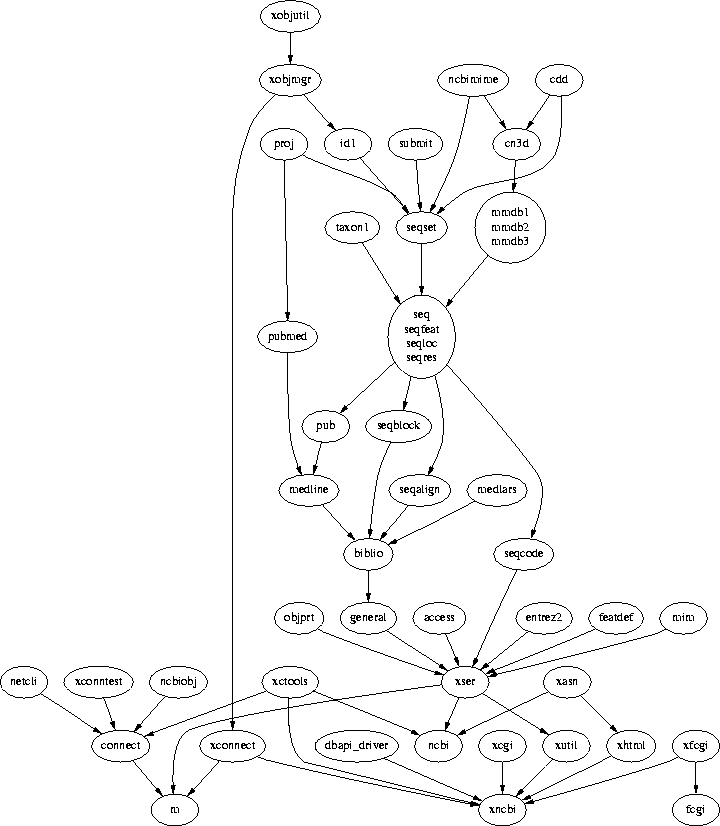 xobjutil
xobjmgr
ncbimime
cdd
proj
id1
submit
cn3d
taxon1
seqset
mmdb1
mmdb2
mmdb3
pubmed
seq
seqfeat
seqloc
seqres
pub
seqblock
medline
seqalign
medlars
biblio
seqcode
objprt
general
access
entrez2
featdef
mim
netcli
xconntest
ncbiobj
xctools
xser
xasn
connect
xconnect
dbapi_driver
ncbi
xcgi
xutil
xhtml
xfcgi
m
xncbi
fcgi